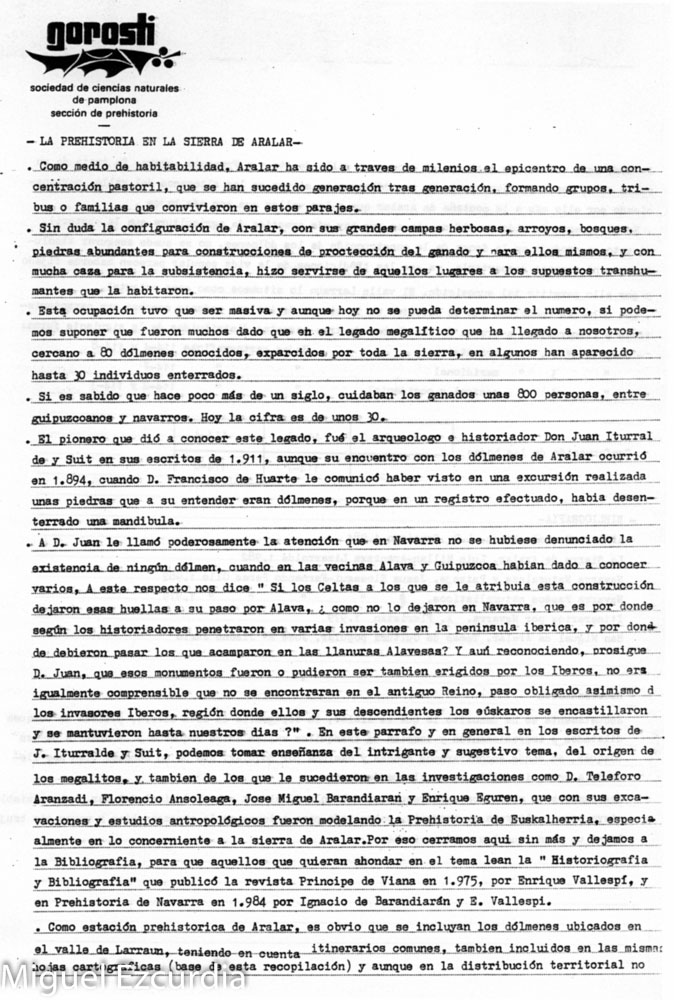 gorosti
sociedad de ciencias naturales
de pamplona
sección de prehistoria
- LA PREHISTORIA EN LA SIERRA DE ARALAR-
. Como medio de habitabilidad, Aralar ha sido a traves de milenios el epicentro de una con-
centración pastoril, que se han sucedido generación tras generación, formando grupos, tri-
bus o familias que convivieron en estos parajes.
. Sin duda la configuración de Aralar, con sus grandes campas herbosas, arroyos, bosques,
piedras abundantes para construcciones de proctección del ganado y para ellos mismos, y con
mucha caza para la subsistencia, hizo servirse de aquellos lugares a los supuestos transhu-
mantes que la habitaron.
. Esta ocupación tuvo que ser masiva y aunque hoy no se pueda determinar el numero, si pode-
mos suponer que fueron muchos dado que eh el legado megalítico que ha llegado a nosotros,
cercano a 80 dólmenes conocidos, exparcidos por toda la sierra, en algunos han aparecido
hasta 30 individuos enterrados.
. Si es sabido que hace poco más de un siglo, cuidaban los ganados unas 800 personas, entre
guipuzcoanos y navarros. Hoy la cifra es de unos 30.
. El pionero que dió a conocer este legado, fué el arqueologo e historiador Don Juan Iturral
de y Suit en sus escritos de 1.911, aunque su encuentro con los dólmenes de Aralar ocurrió
en 1.894, cuando D. Francisco de Huarte le comunicó haber visto en una excursión realizada
unas piedras que a su entender eran dólmenes, porque en un registro efectuado, habia desen-
terrado una mandibula.
. A D. Juan le llamó poderosamente la atención que en Navarra no se hubiese denunciado la
existencia de ningún dólmen, cuando en las vecinas Alava y Guipuzcoa habian dado a conocer
varios, A este respecto nos dice " Si los Celtas a los que se le atribuia esta construcción
dejaron esas huellas a su paso por Alava, ¿ como no lo dejaron en Navarra, que es por donde
según los historiadores penetraron en varias invasiones en la peninsula iberica, y por dond
de debieron pasar los que acamparon en las llanuras Alavesas? Y aun reconociendo, prosigue
D. Juan, que esos monumentos fueron o pudieron ser tambien erigidos por los Iberos, no era
igualmente comprensible que no se encontraran en el antiguo Reino, paso obligado asimismo d
los invasores Iberos, región donde ellos y sus descendientes los eúskaros se encastillaron
y se mantuvieron hasta nuestros dias ?" . En este parrafo y en general en los escritos de
J. Iturralde y Suit, podemos tomar enseñanza del intrigante y sugestivo tema, del origen de
los megalitos, y tambien de los que le sucedieron en las investigaciones como D. Teleforo
Aranzadi, Florencio Ansoleaga, Jose Miguel Barandiaran y Enrique Eguren, que con sus exca-
vaciones y estudios antropológicos fueron modelando la Prehistoria de Euskalherria, especia
almente en lo concerniente a la sierra de Aralar.Por eso cerramos aqui sin más y dejamos a
la Bibliografia, para que aquellos que quieran ahondar en el tema lean la " Historiografia
y Bibliografia" que publicó la revista Principe de Viana en 1.975, por Enrique Vallespí, y
en Prehistoria de Navarra en 1.984 por Ignacio de Barandiarán y E. Vallespi.
. Como estación prehistorica de Aralar, es obvio que se incluyan los dólmenes ubicados en
el valle de Larraun, teniendo en cuenta itinerarios comunes, tambien incluidos en las mismas
hojas cartograficas (base de esta recopilación) y aunque en la distribución territorial no
Miguel Ezcurdia